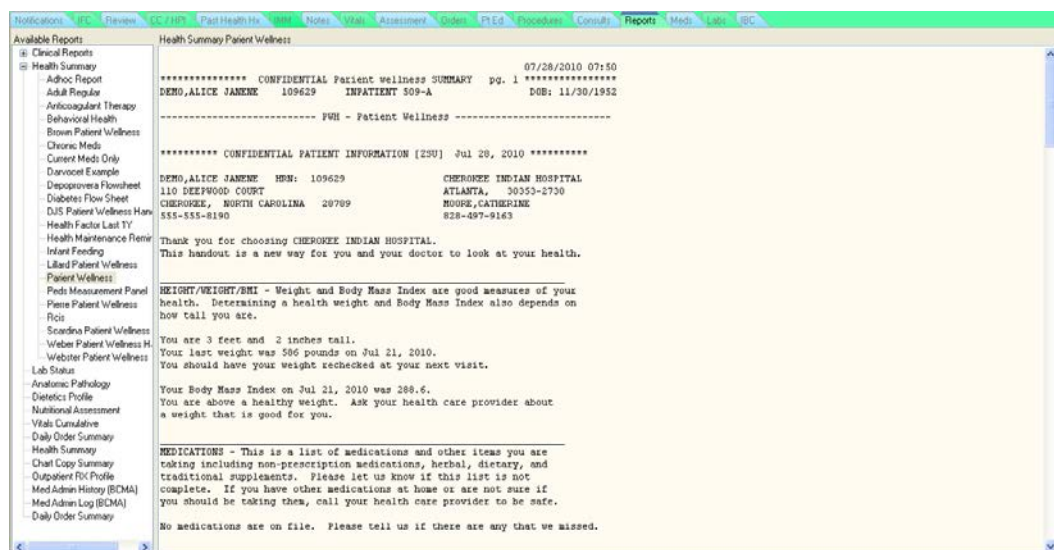 Notifications IFC Review CC / HPI Past Health Hx IMM Notes Vitals Assessment Orders Pt Ed Procedures Consults Reports Meds Labs IBC
Available Reports
Clinical Reports
Health Summary
Adhoc Report
Adult Regular
Anticoagulant Therapy
Behavioral Health
Brown Patient Wellness
Chronic Meds
Current Meds Only
Darvocet Example
Depoprovera Flowsheet
Diabetes Flow Sheet
DJS Patient Wellness Han
Health Factor Last 1Y
Health Maintenance Remir
Infant Feeding
Lillard Patient Wellness
Parient Wellness
Peds Measurement Panel
Pierre Patient Wellness
Rcis
Scardina Patient Wellness
Weber Patient Wellness H
Webster Patient Wellness
Lab Status
Anatomic Pathology
Dietetics Profile
Nutritional Assessment
Vitals Cumulative
Daily Order Summary
Health Summary
Chart Copy Summary
Outpatient RX Profile
Med Admin History (BCMA)
Med Admin Log (BCMA)
Daily Order Summary
Health Summary Parient Wellness
07/28/2010 07:50
*************** CONFIDENTIAL Parient wellness SUMMARY pg. 1 ****************
DEMO,ALICE JANENE 109629 INPATIENT 509-A DOB: 11/30/1952
--------------------------- PWH - Patient Wellness ---------------------------
********** CONFIDENTIAL PATIENT INFORMATION [ZSU] Jul 28, 2010 **********
DEMO,ALICE JANENE HRN: 109629 CHEROKEE INDIAN HOSPITAL
110 DEEPWOOD COURT ATLANTA, 30353-2730
CHEROKEE, NORTH CAROLINA 28789 MOORE,CATHERINE
555-555-8190 828-497-9163
Thank you for choosing CHEROKEE INDIAN HOSPITAL.
This handout is a new way for you and your doctor to look at your health.
HEIGHT/WEIGHT/BMI - Weight and Body Mass Index are good measures of your
health. Determining a health weight and Body Mass Index also depends on
how tall you are.
You are 3 feet and 2 inches tall.
Your last weight was 586 pounds on Jul 21, 2010.
You should have your weight rechecked at your next visit.
Your Body Mass Index on Jul 21, 2010 was 288.6.
You are above a healthy weight. Ask your health care provider about
a weight that is good for you.
MEDICATIONS - This is a list of medications and other items you are
taking including non-prescription medications, herbal, dietary, and
traditional supplements. Please let us know if this list is not
complete. If you have other medications at home or are not sure if
you should be taking them, call your health care provider to be safe.
No medications are on file. Please tell us if there are any that we missed.